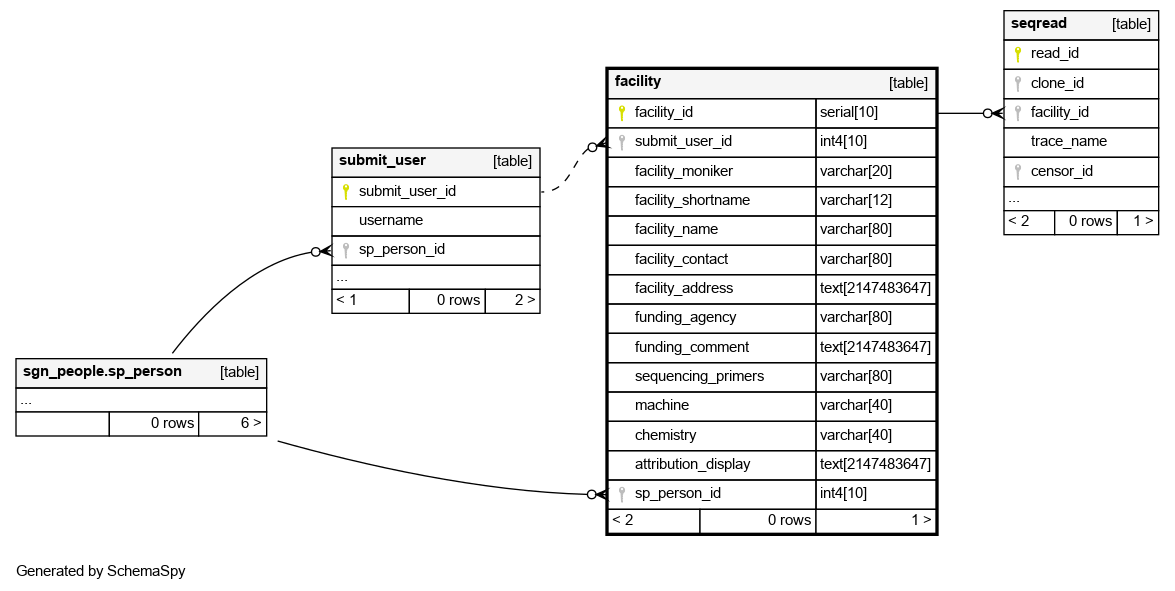 seqread [table]
read_id
clone_id
facility_id
trace_name
censor_id
...
< 2 0 rows 1 >
facility [table]
facility_id serial[10]
submit_user_id int4[10]
facility_moniker varchar[20]
facility_shortname varchar[12]
facility_name varchar[80]
facility_contact varchar[80]
facility_address text[2147483647]
funding_agency varchar[80]
funding_comment text[2147483647]
sequencing_primers varchar[80]
machine varchar[40]
chemistry varchar[40]
attribution_display text[2147483647]
sp_person_id int4[10]
< 2 0 rows 1 >
submit_user [table]
submit_user_id
username
sp_person_id
...
< 1 0 rows 2 >
sgn_people.sp_person [table]
...
0 rows 6 >
Generated by SchemaSpy